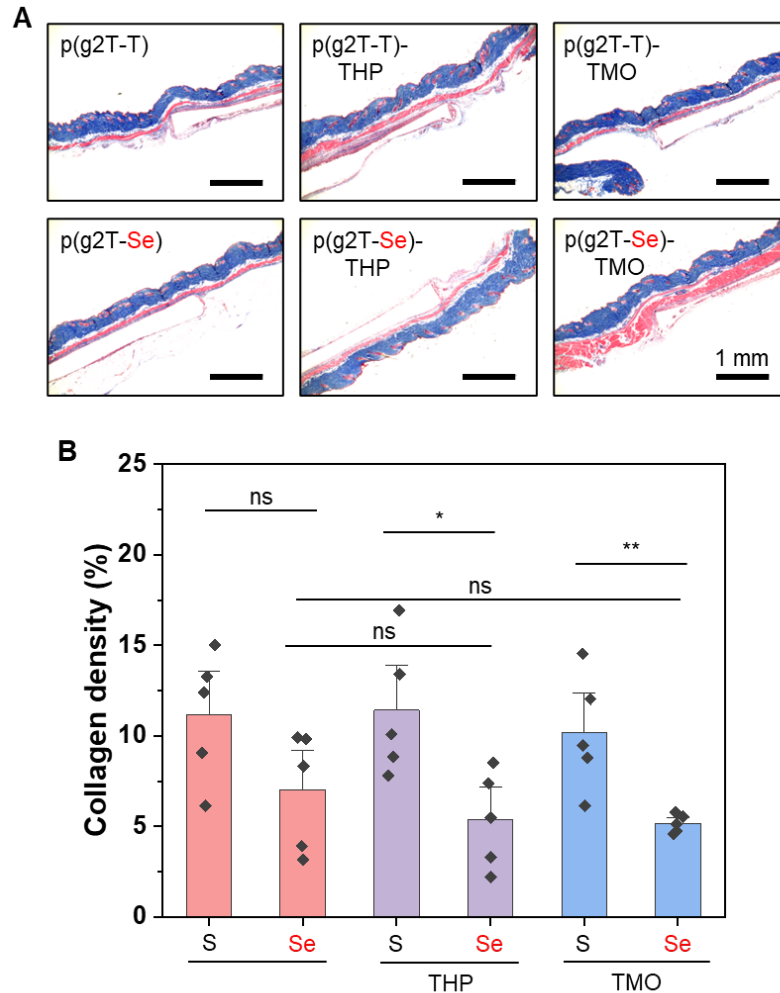 A
p(g2T-T)
p(g2T-T)-
THP
p(g2T-T)-
TMO
p(g2T-Se)
p(g2T-Se)-
THP
p(g2T-Se)-
TMO
1 mm
B
Collagen density (%)
25
20
15
10
5
0
ns
*
**
ns
ns
S
Se
S
Se
S
Se
THP
TMO